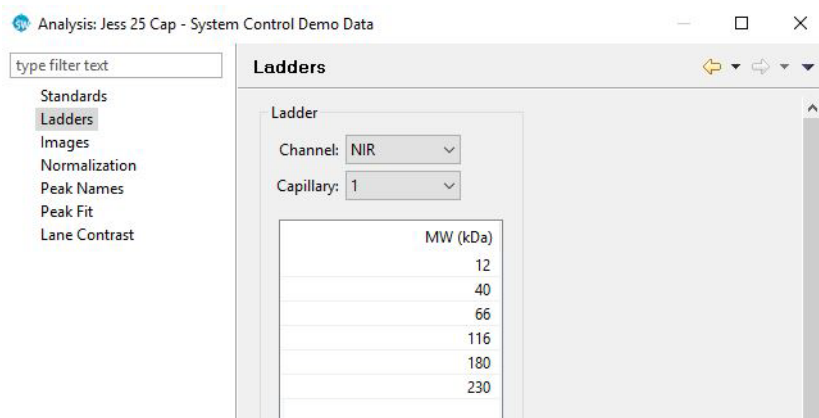 SW Analysis: Jess 25 Cap - System Control Demo Data
type filter text
Standards
Ladders
Images
Normalization
Peak Names
Peak Fit
Lane Contrast
Ladders
Ladder
Channel: NIR
Capillary: 1
MW (kDa)
12
40
66
116
180
230